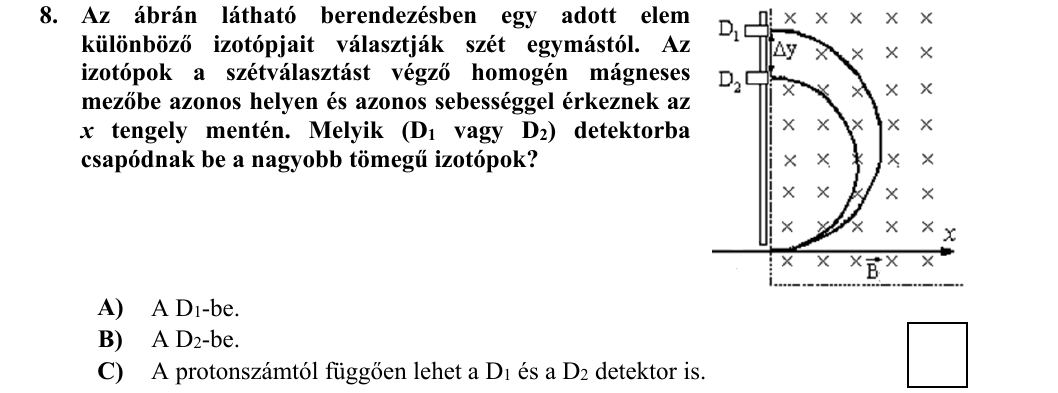 8. Az ábrán látható berendezésben egy adott elem
különböző izotópjait választják szét egymástól. Az
izotópok a szétválasztást végző homogén mágneses
mezőbe azonos helyen és azonos sebességgel érkeznek az
x tengely mentén. Melyik (D1 vagy D2) detektorba
csapódnak be a nagyobb tömegű izotópok?
D1
Δy
D2
x
B
A) A D1-be.
B) A D2-be.
C) A protonszámtól függően lehet a D1 és a D2 detektor is.